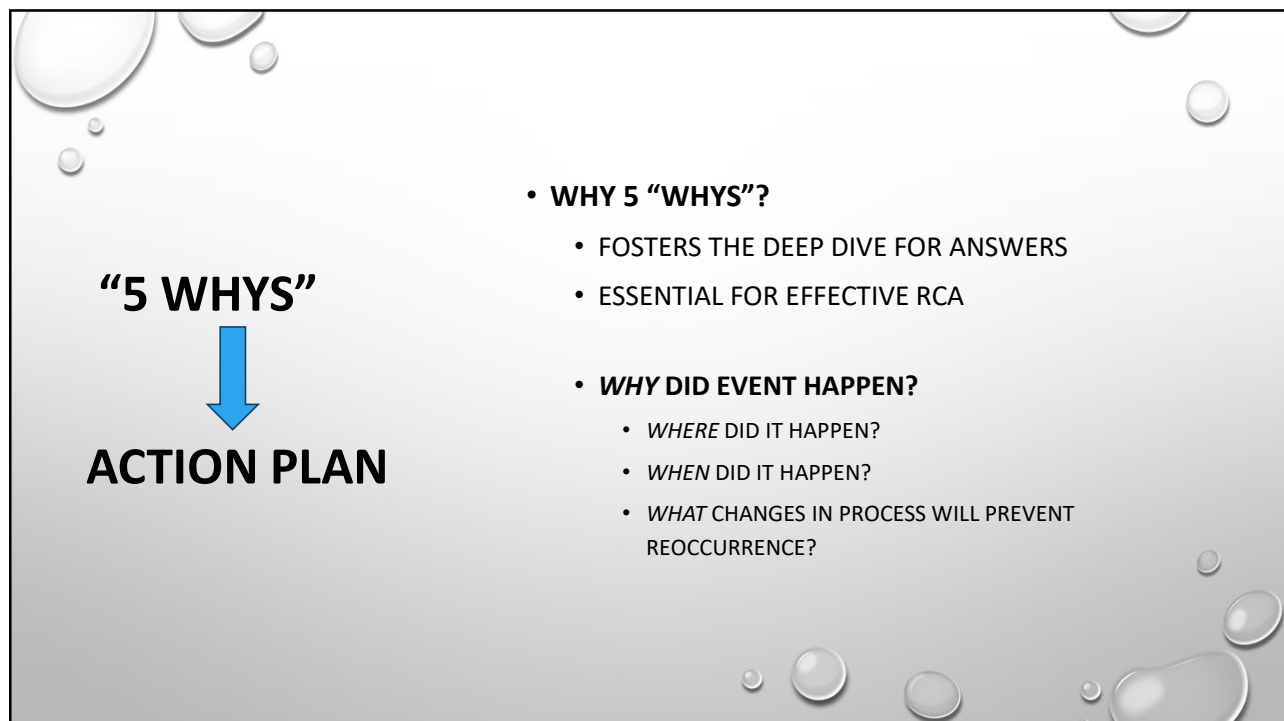 “5 WHYS”
ACTION PLAN
• WHY 5 “WHYS”?
• FOSTERS THE DEEP DIVE FOR ANSWERS
• ESSENTIAL FOR EFFECTIVE RCA
• WHY DID EVENT HAPPEN?
• WHERE DID IT HAPPEN?
• WHEN DID IT HAPPEN?
• WHAT CHANGES IN PROCESS WILL PREVENT
REOCCURRENCE?